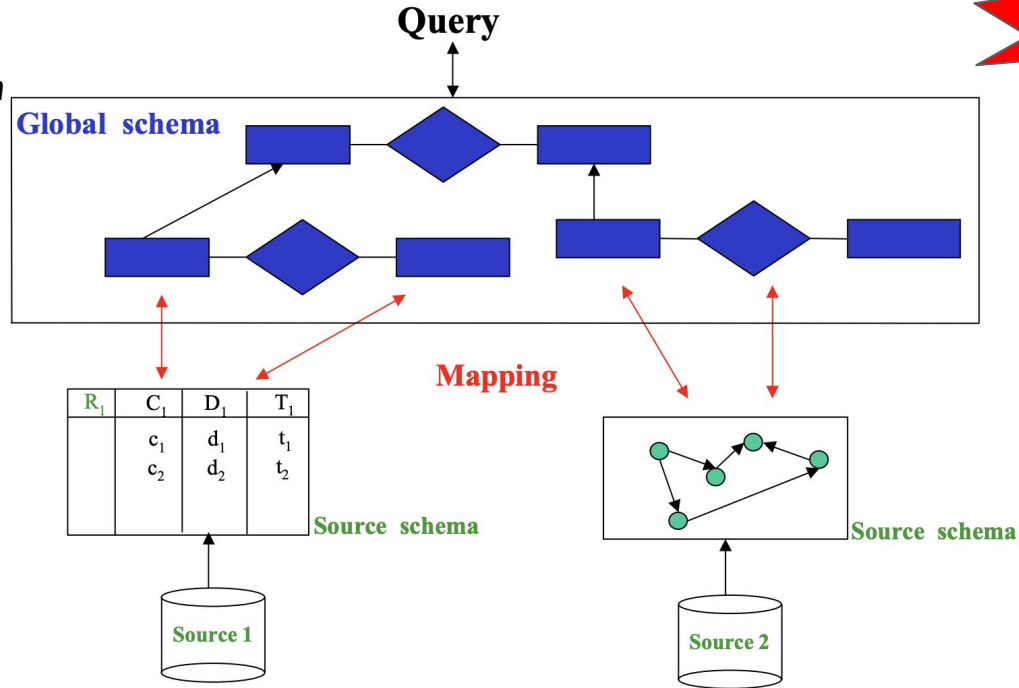 Query
n
Global schema
Mapping
R₁ C₁ D₁ T₁
c₁ d₁ t₁
c₂ d₂ t₂
Source schema
Source schema
Source 1
Source 2